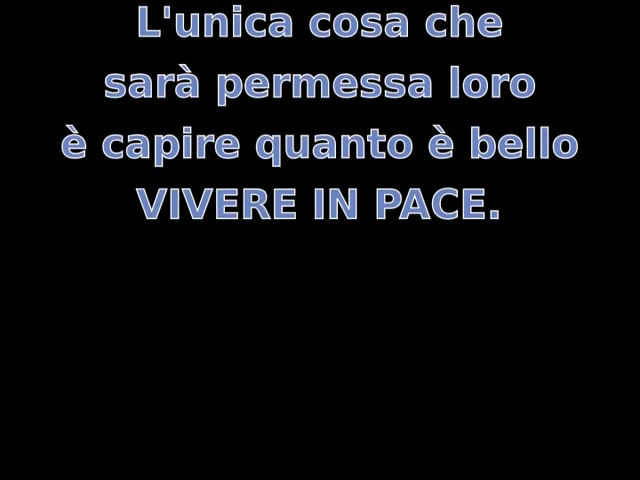 L'unica cosa che
sarà permessa loro
è capire quanto è bello
VIVERE IN PACE.